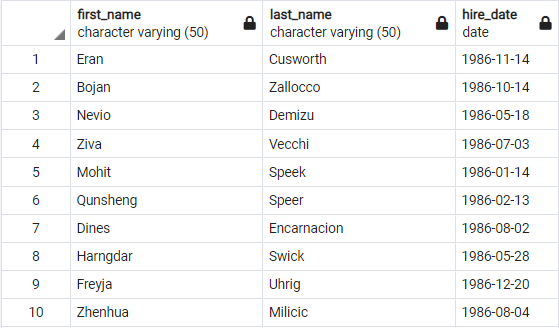 first_name last_name hire_date
character varying (50) character varying (50) date
1 Eran Cusworth 1986-11-14
2 Bojan Zallocco 1986-10-14
3 Nevio Demizu 1986-05-18
4 Ziva Vecchi 1986-07-03
5 Mohit Speek 1986-01-14
6 Qunsheng Speer 1986-02-13
7 Dines Encarnacion 1986-08-02
8 Harngdar Swick 1986-05-28
9 Freyja Uhrig 1986-12-20
10 Zhenhua Milicic 1986-08-04